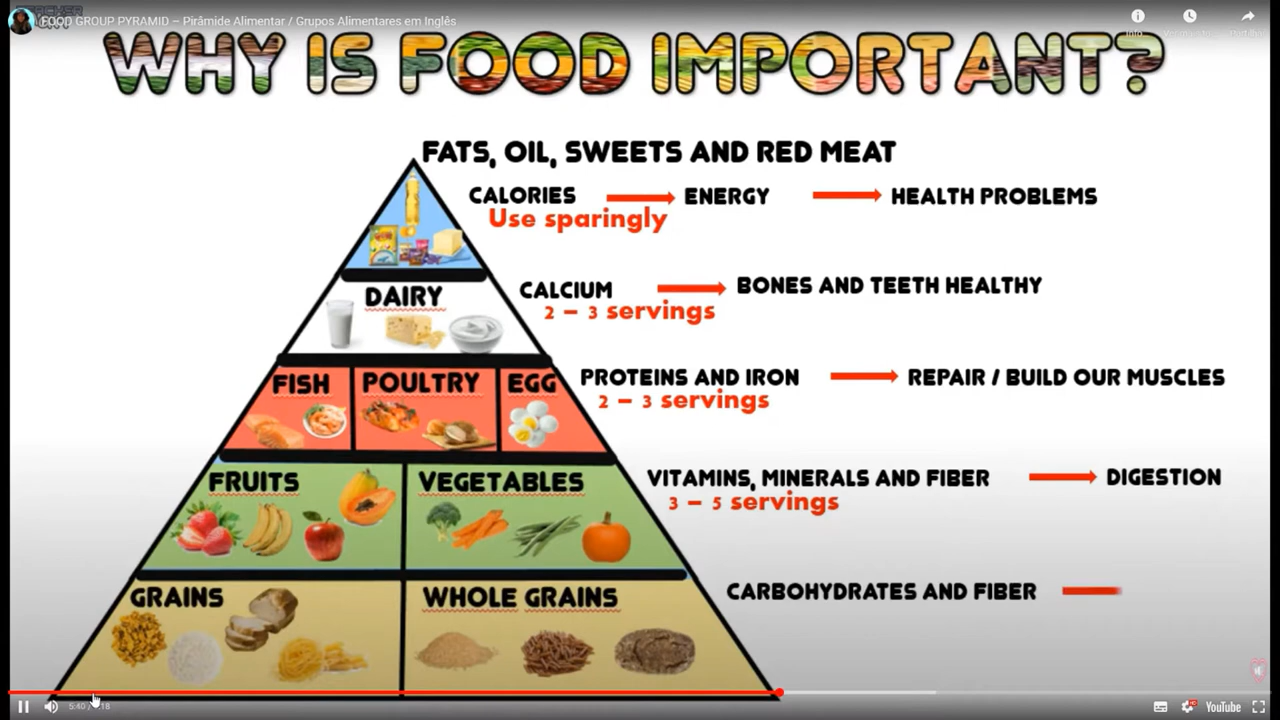 FOOD GROUP PYRAMID – Pirâmide Alimentar / Grupos Alimentares em Inglês
WHY IS FOOD IMPORTANT?
FATS, OIL, SWEETS AND RED MEAT
CALORIES ENERGY HEALTH PROBLEMS
Use sparingly
DAIRY
CALCIUM BONES AND TEETH HEALTHY
2 – 3 servings
FISH POULTRY EGG
PROTEINS AND IRON REPAIR / BUILD OUR MUSCLES
2 – 3 servings
FRUITS VEGETABLES
VITAMINS, MINERALS AND FIBER DIGESTION
3 – 5 servings
GRAINS WHOLE GRAINS
CARBOHYDRATES AND FIBER
5:40
YouTube